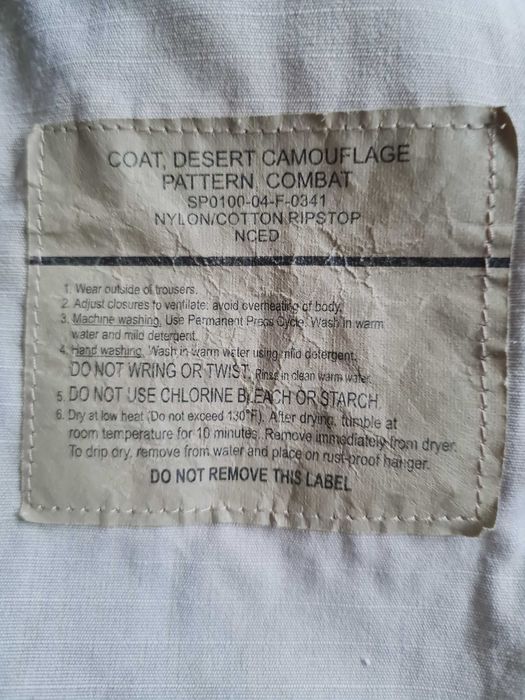 COAT, DESERT CAMOUFLAGE
PATTERN, COMBAT
SP0100-04-F-0341
NYLON/COTTON RIPSTOP
NCED
1. Wear outside of trousers.
2. Adjust closures to ventilate: avoid overheating of body.
3. Machine washing. Use Permanent Press Cycle. Wash in warm
water and mild detergent.
4. Hand washing. Wash in warm water using mild detergent.
DO NOT WRING OR TWIST. Rinse in clean warm water.
5. DO NOT USE CHLORINE BLEACH OR STARCH.
6. Dry at low heat (Do not exceed 130°F). After drying, tumble at
room temperature for 10 minutes. Remove immediately from dryer.
To drip dry, remove from water and place on rust-proof hanger.
DO NOT REMOVE THIS LABEL